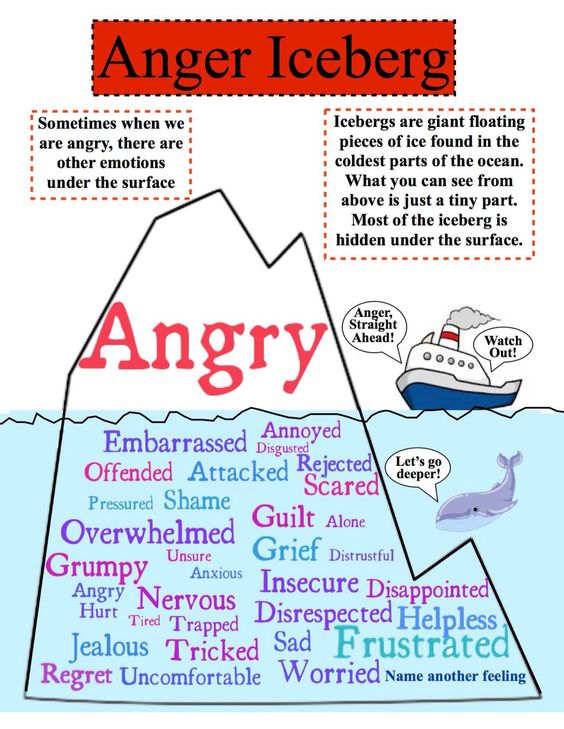 Anger Iceberg
Sometimes when we
are angry, there are
other emotions
under the surface
Icebergs are giant floating
pieces of ice found in the
coldest parts of the ocean.
What you can see from
above is just a tiny part.
Most of the iceberg is
hidden under the surface.
Angry
Anger,
Straight
Ahead!
Watch
Out!
Let's go
deeper!
Embarrassed Annoyed
Disgusted
Offended Attacked Rejected
Scared
Pressured Shame
Guilt Alone
Overwhelmed
Grief Distrustful
Unsure
Grumpy
Anxious
Insecure Disappointed
Angry
Nervous
Hurt
Disrespected Helpless
Tired Trapped
Jealous Tricked Sad Frustrated
Regret Uncomfortable Worried Name another feeling